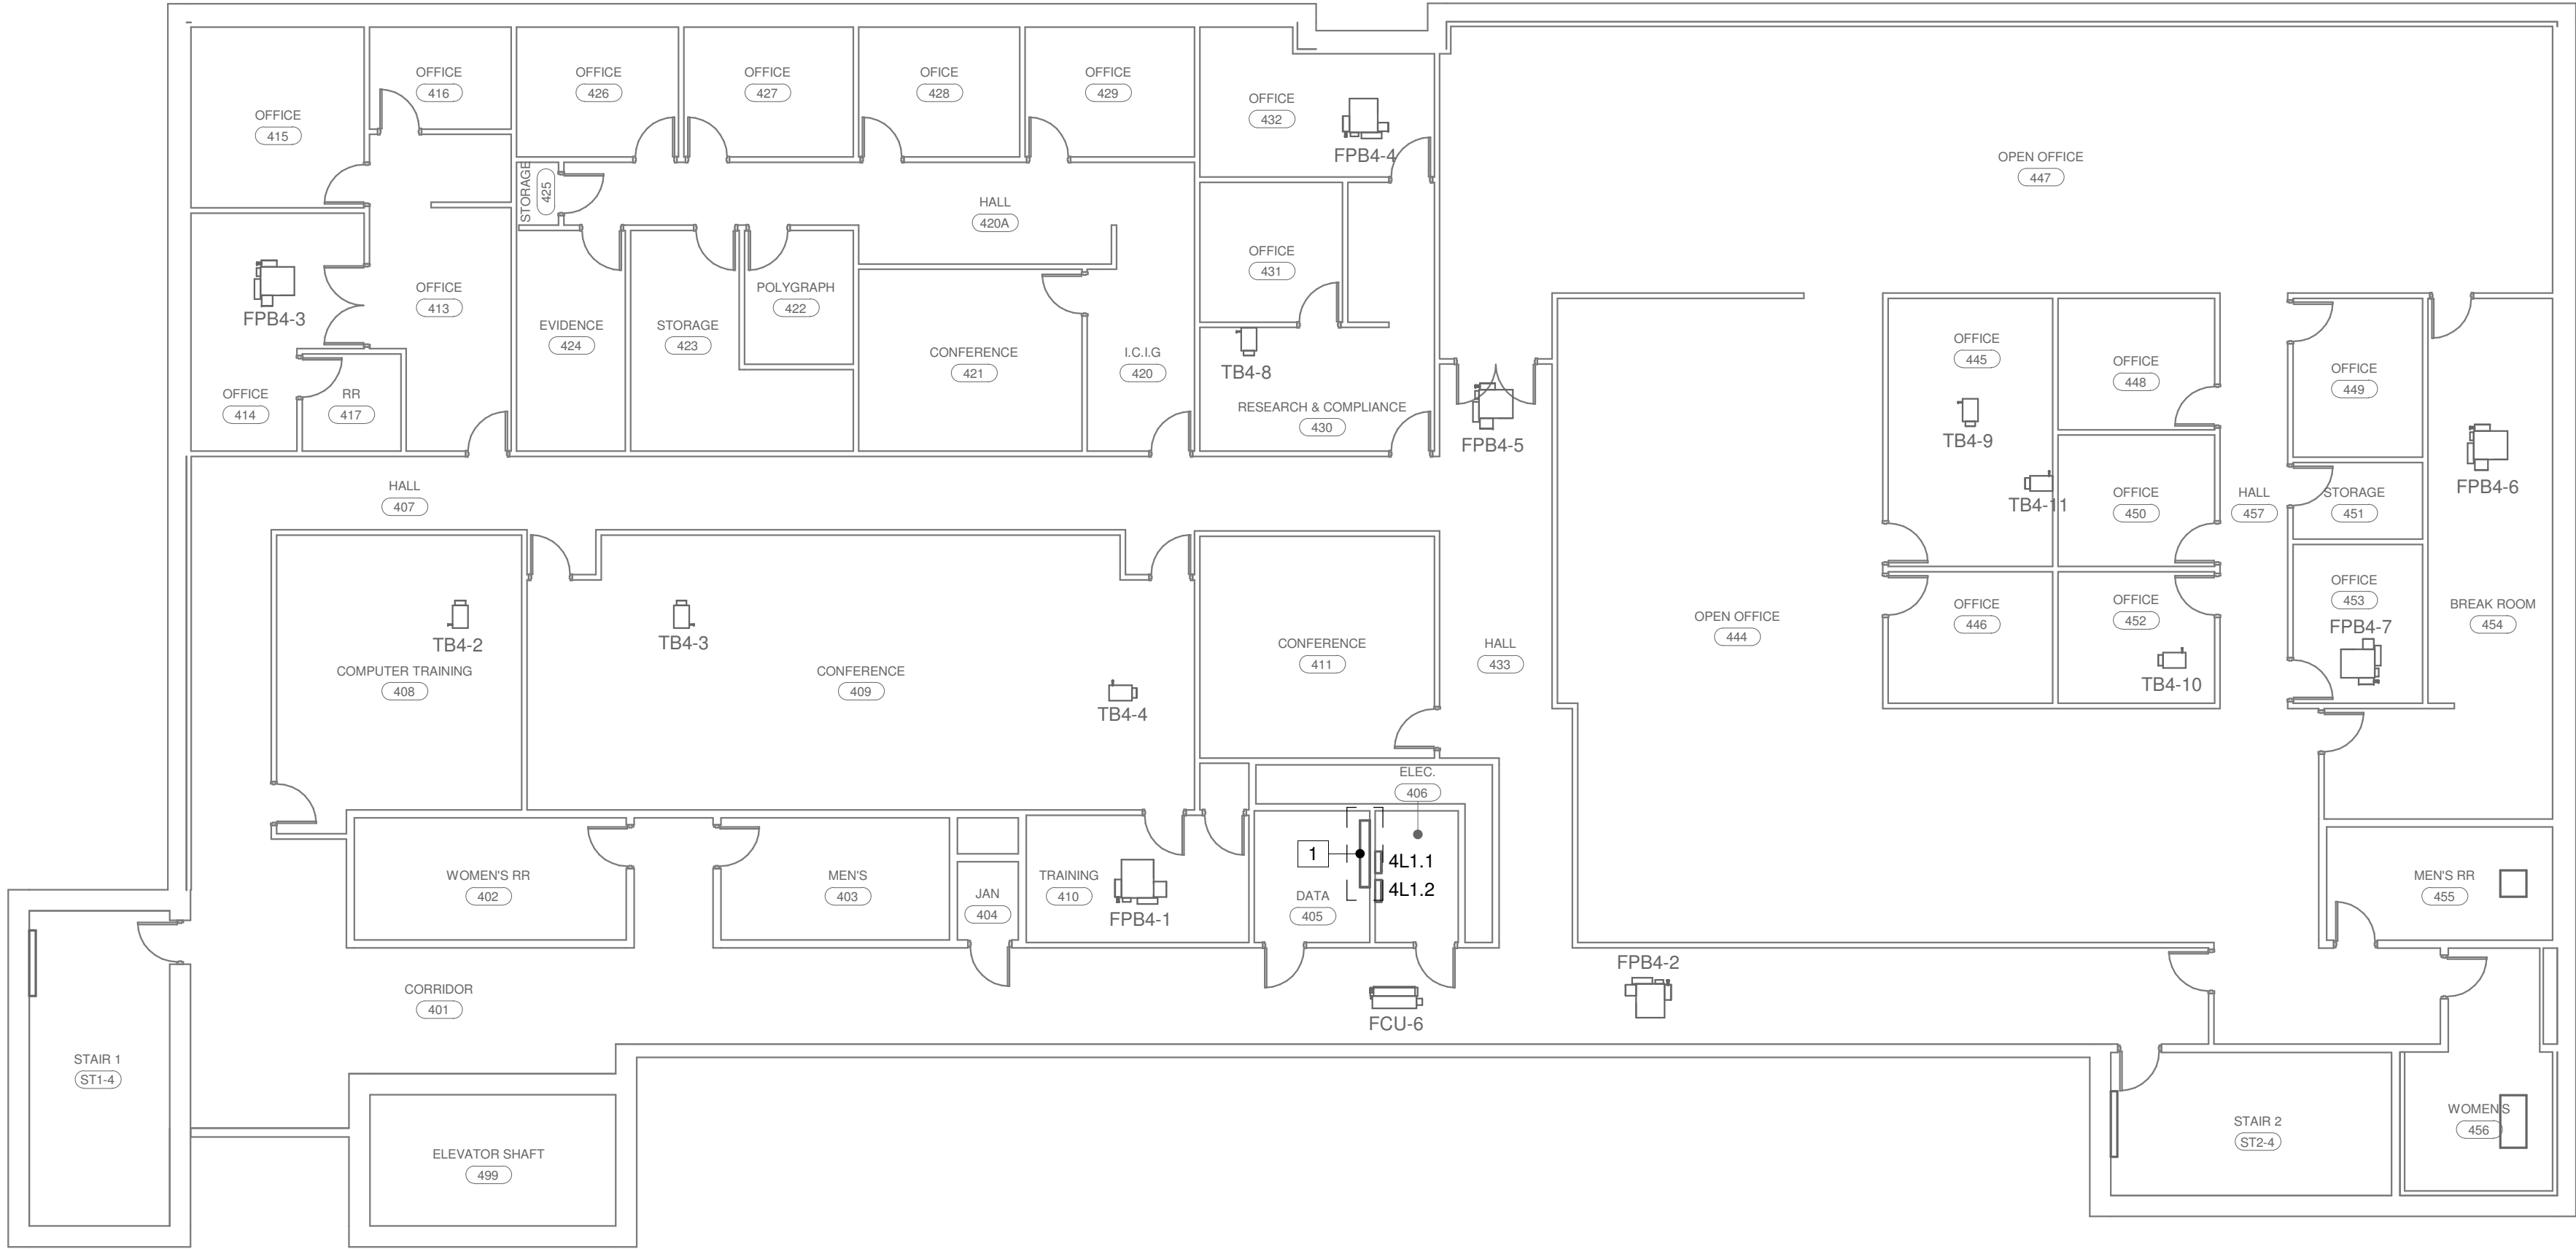 OFFICE
415
OFFICE
416
OFFICE
426
OFFICE
427
OFICE
428
OFFICE
429
OFFICE
432
FPB4-4
OPEN OFFICE
447
STORAGE
425
HALL
420A
OFFICE
431
FPB4-3
OFFICE
413
POLYGRAPH
422
EVIDENCE
424
STORAGE
423
CONFERENCE
421
I.C.I.G
420
TB4-8
RESEARCH & COMPLIANCE
430
OFFICE
414
RR
417
FPB4-5
OFFICE
445
TB4-9
TB4-11
OFFICE
448
OFFICE
449
OFFICE
450
HALL
457
STORAGE
451
FPB4-6
HALL
407
TB4-2
COMPUTER TRAINING
408
TB4-3
CONFERENCE
409
TB4-4
CONFERENCE
411
HALL
433
OPEN OFFICE
444
OFFICE
446
OFFICE
452
TB4-10
OFFICE
453
FPB4-7
BREAK ROOM
454
ELEC.
406
1
4L1.1
4L1.2
WOMEN'S RR
402
MEN'S
403
JAN
404
TRAINING
410
FPB4-1
DATA
405
MEN'S RR
455
FPB4-2
FCU-6
CORRIDOR
401
STAIR 1
ST1-4
ELEVATOR SHAFT
499
STAIR 2
ST2-4
WOMEN'S
456